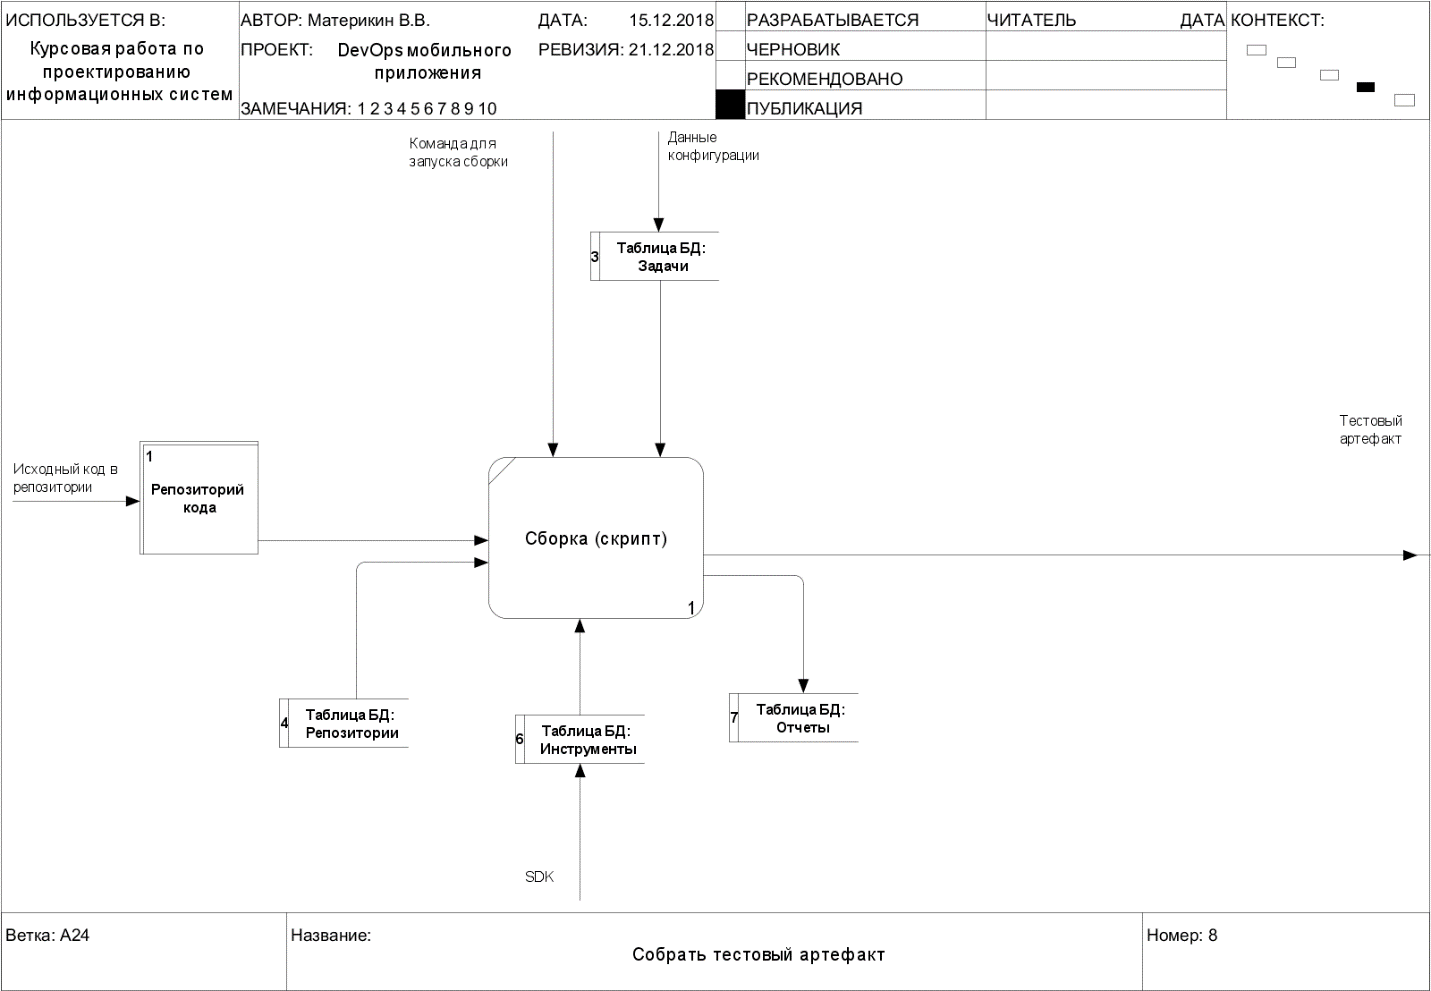 ИСПОЛЬЗУЕТСЯ В:
Курсовая работа по
проектированию
информационных систем
АВТОР: Материкин В.В.
ДАТА: 15.12.2018
ПРОЕКТ: DevOps мобильного
приложения
РЕВИЗИЯ: 21.12.2018
ЗАМЕЧАНИЯ: 1 2 3 4 5 6 7 8 9 10
РАЗРАБАТЫВАЕТСЯ
ЧЕРНОВИК
РЕКОМЕНДОВАНО
ПУБЛИКАЦИЯ
ЧИТАТЕЛЬ ДАТА
КОНТЕКСТ:
Команда для
запуска сборки
Данные
конфигурации
3
Таблица БД:
Задачи
Тестовый
артефакт
Исходный код в
репозитории
1
Репозиторий
кода
Сборка (скрипт)
1
4
Таблица БД:
Репозитории
6
Таблица БД:
Инструменты
7
Таблица БД:
Отчеты
SDK
Ветка: A24
Название:
Собрать тестовый артефакт
Номер: 8